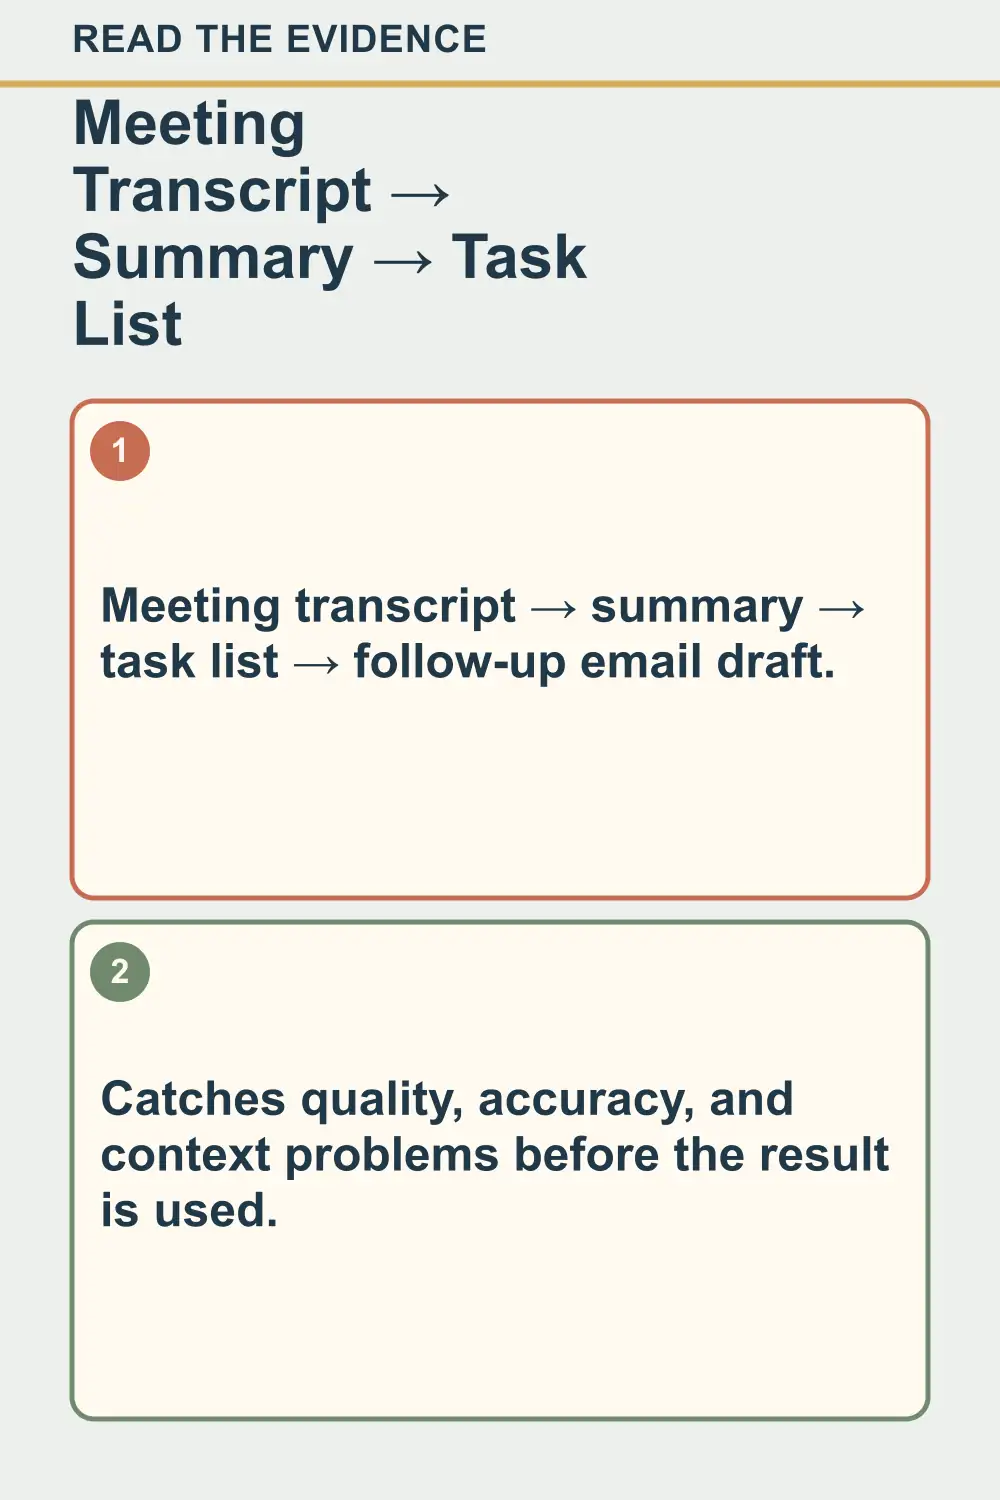 READ THE EVIDENCE
Meeting
Transcript →
Summary → Task
List
1
Meeting transcript → summary →
task list → follow-up email draft.
2
Catches quality, accuracy, and
context problems before the result
is used.